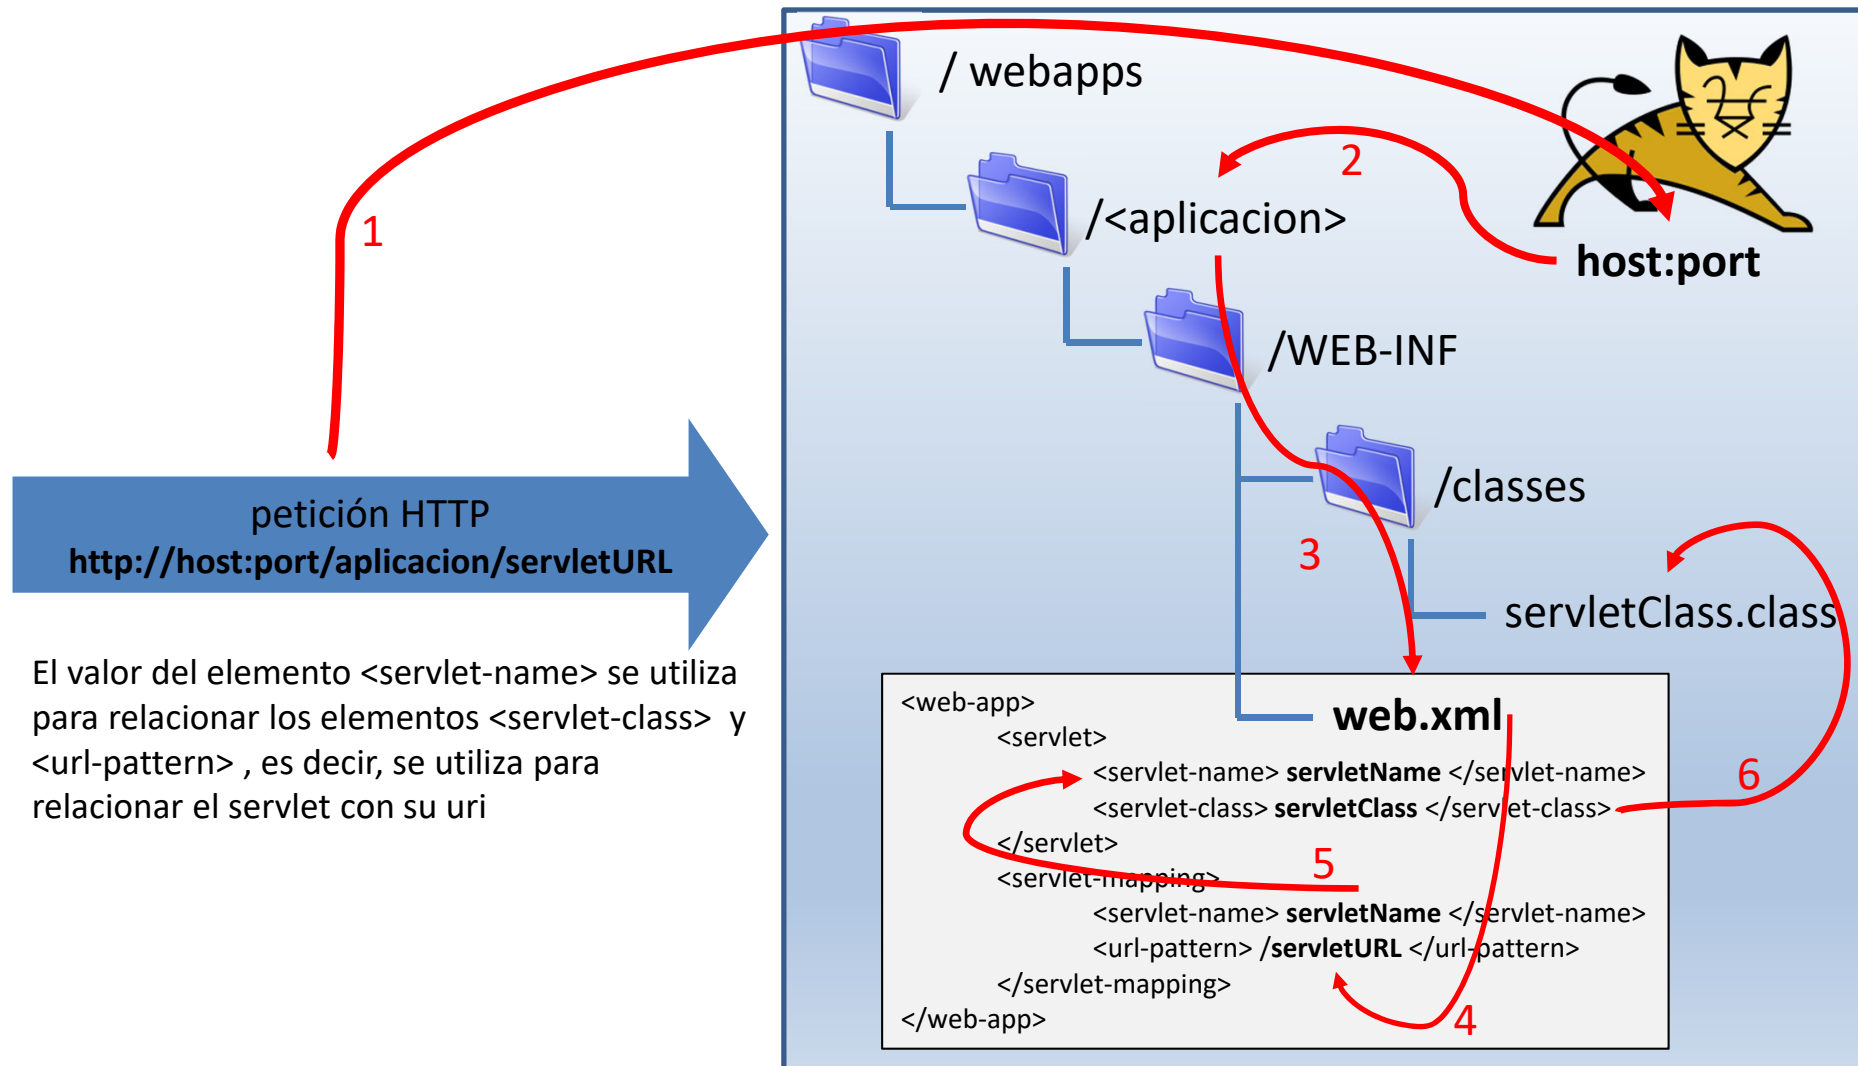 / webapps
2
/<aplicacion>
1
host:port
/WEB-INF
/classes
petición HTTP
http://host:port/aplicacion/servletURL
3
servletClass.class
El valor del elemento <servlet-name> se utiliza
para relacionar los elementos <servlet-class> y
<url-pattern> , es decir, se utiliza para
relacionar el servlet con su uri
<web-app>
web.xml
<servlet>
<servlet-name> servletName </servlet-name>
6
<servlet-class> servletClass </servlet-class>
</servlet>
5
<servlet-mapping>
<servlet-name> servletName </servlet-name>
<url-pattern> /servletURL </url-pattern>
</servlet-mapping>
4
</web-app>